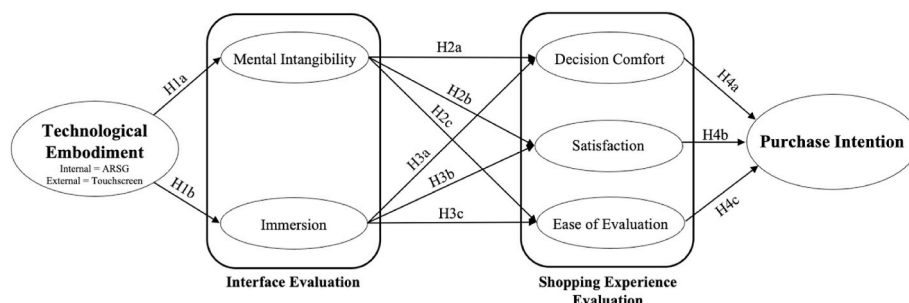 Technological
Embodiment
Internal = ARSG
External = Touchscreen
H1a
H1b
Mental Intangibility
Immersion
Interface Evaluation
H2a
H2b
H2c
H3a
H3b
H3c
Decision Comfort
Satisfaction
Ease of Evaluation
Shopping Experience
Evaluation
H4a
H4b
H4c
Purchase Intention